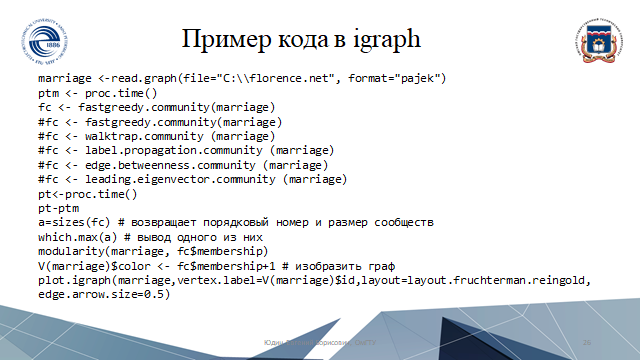 Пример кода в igraph
1886
marriage <-read.graph(file="C:\\florence.net", format="pajek")
ptm <- proc.time()
fc <- fastgreedy.community(marriage)
#fc <- fastgreedy.community(marriage)
#fc <- walktrap.community (marriage)
#fc <- label.propagation.community (marriage)
#fc <- edge.betweenness.community (marriage)
#fc <- leading.eigenvector.community (marriage)
pt<-proc.time()
pt-ptm
a=sizes(fc) # возвращает порядковый номер и размер сообществ
which.max(a) # вывод одного из них
modularity(marriage, fc$membership)
V(marriage)$color <- fc$membership+1 # изобразить граф
plot.igraph(marriage,vertex.label=V(marriage)$id,layout=layout.fruchterman.reingold,
edge.arrow.size=0.5)
26